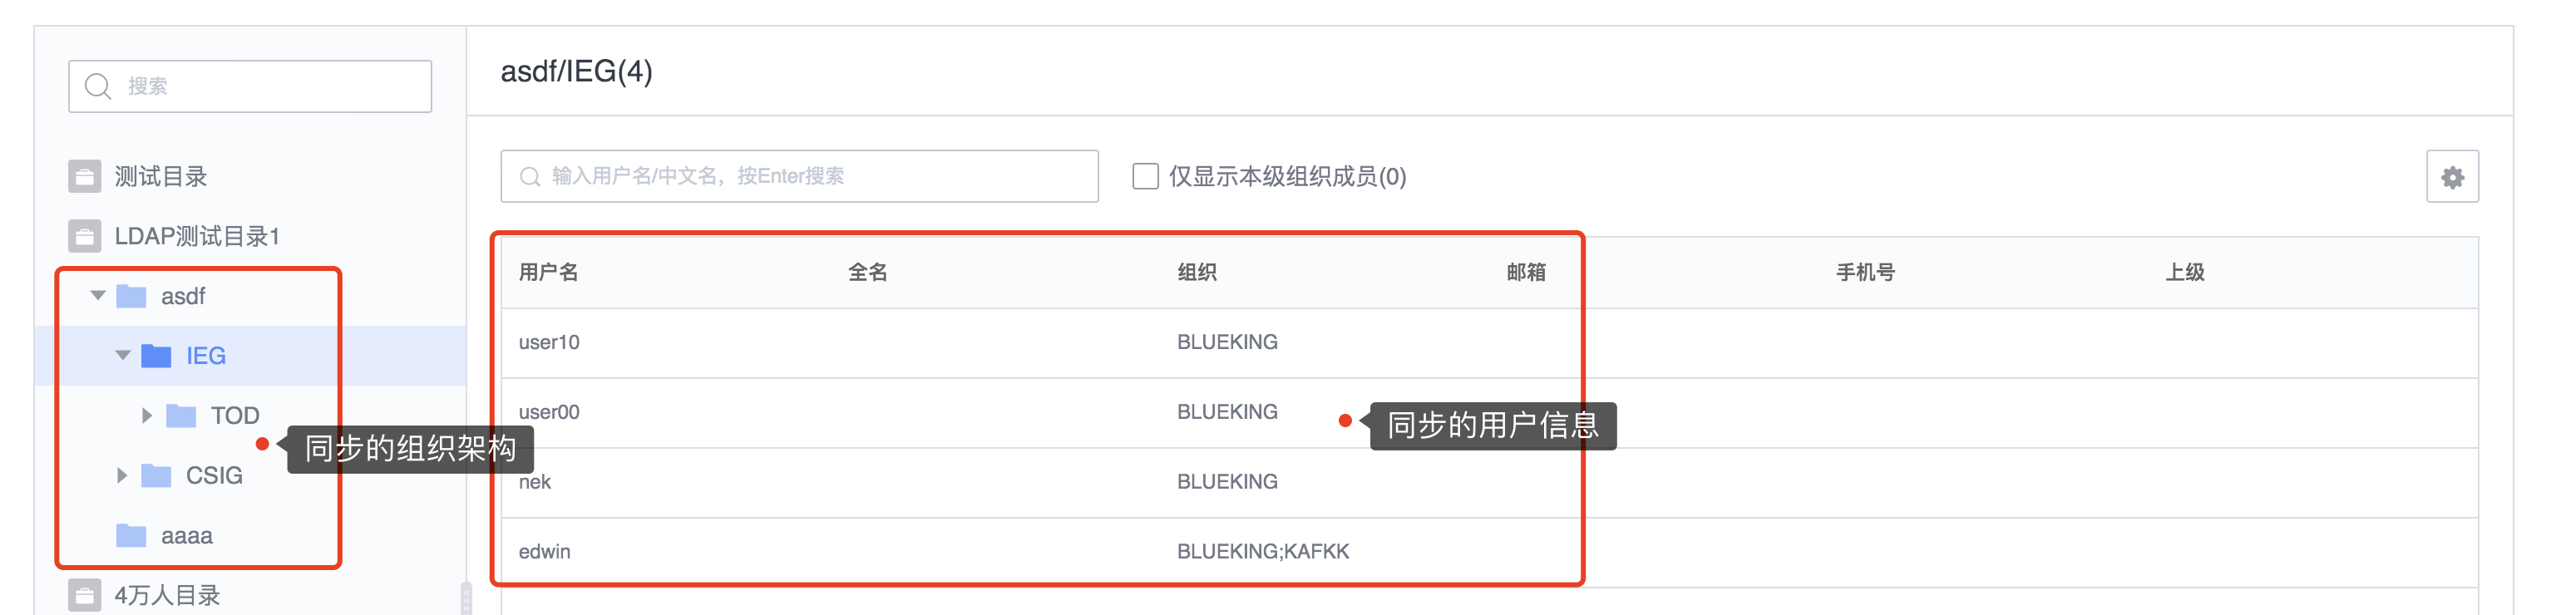 搜索
测试目录
LDAP测试目录1
asdf
IEG
TOD
同步的组织架构
CSIG
aaaa
4万人目录
asdf/IEG(4)
输入用户名/中文名，按Enter搜索
仅显示本级组织成员(0)
用户名 全名 组织 邮箱 手机号 上级
user10 BLUEKING
user00 BLUEKING
同步的用户信息
nek BLUEKING
edwin BLUEKING;KAFKK